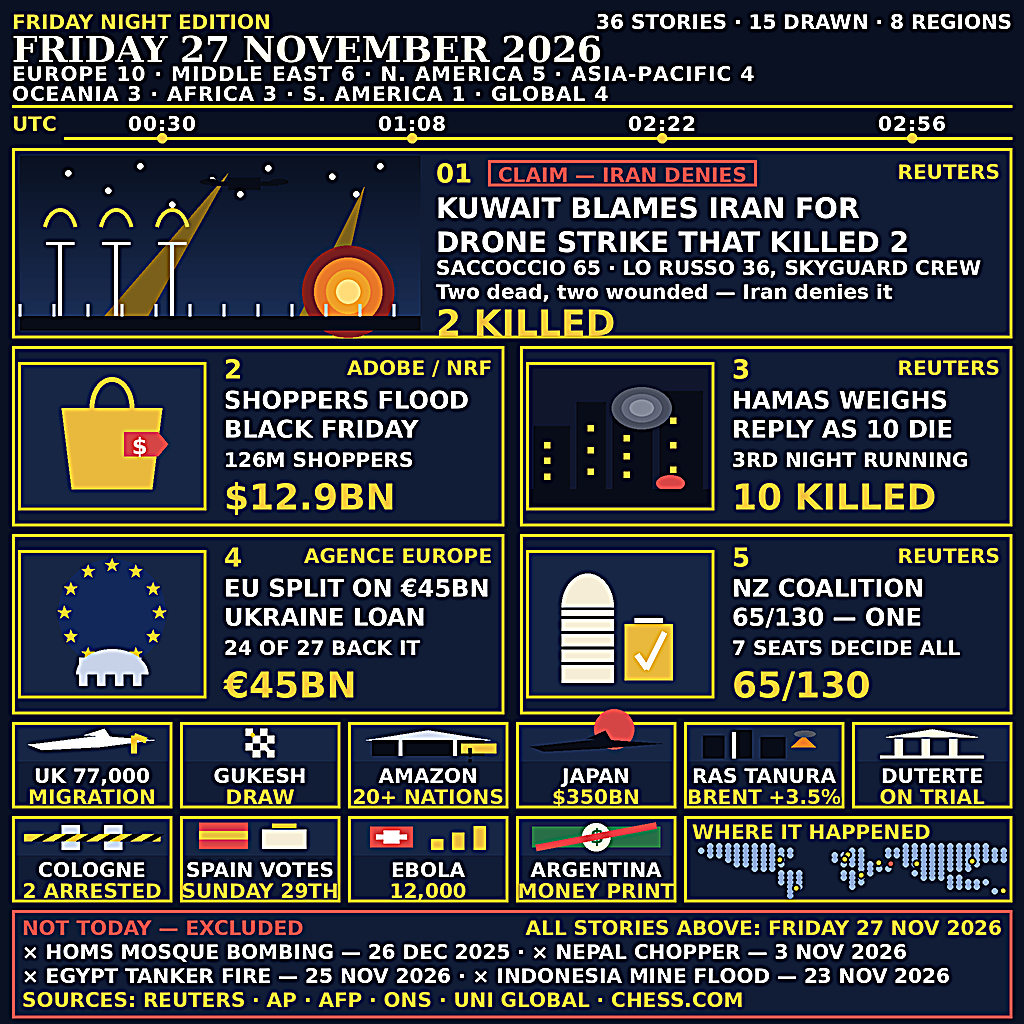 FRIDAY NIGHT EDITION
36 STORIES · 15 DRAWN · 8 REGIONS
FRIDAY 27 NOVEMBER 2026
EUROPE 10 · MIDDLE EAST 6 · N. AMERICA 5 · ASIA-PACIFIC 4
OCEANIA 3 · AFRICA 3 · S. AMERICA 1 · GLOBAL 4
UTC 00:30 01:08 02:22 02:56
01 CLAIM — IRAN DENIES REUTERS
KUWAIT BLAMES IRAN FOR
DRONE STRIKE THAT KILLED 2
SACCOCCIO 65 · LO RUSSO 36, SKYGUARD CREW
Two dead, two wounded — Iran denies it
2 KILLED
2 ADOBE / NRF
SHOPPERS FLOOD
BLACK FRIDAY
126M SHOPPERS
$12.9BN
$
3 REUTERS
HAMAS WEIGHS
REPLY AS 10 DIE
3RD NIGHT RUNNING
10 KILLED
4 AGENCE EUROPE
EU SPLIT ON €45BN
UKRAINE LOAN
24 OF 27 BACK IT
€45BN
5 REUTERS
NZ COALITION
65/130 — ONE
7 SEATS DECIDE ALL
65/130
UK 77,000
MIGRATION
GUKESH
DRAW
AMAZON
20+ NATIONS
JAPAN
$350BN
RAS TANURA
BRENT +3.5%
DUTERTE
ON TRIAL
COLOGNE
2 ARRESTED
SPAIN VOTES
SUNDAY 29TH
EBOLA
12,000
$
ARGENTINA
MONEY PRINT
WHERE IT HAPPENED
NOT TODAY — EXCLUDED
ALL STORIES ABOVE: FRIDAY 27 NOV 2026
× HOMS MOSQUE BOMBING — 26 DEC 2025 · × NEPAL CHOPPER — 3 NOV 2026
× EGYPT TANKER FIRE — 25 NOV 2026 · × INDONESIA MINE FLOOD — 23 NOV 2026
SOURCES: REUTERS · AP · AFP · ONS · UNI GLOBAL · CHESS.COM